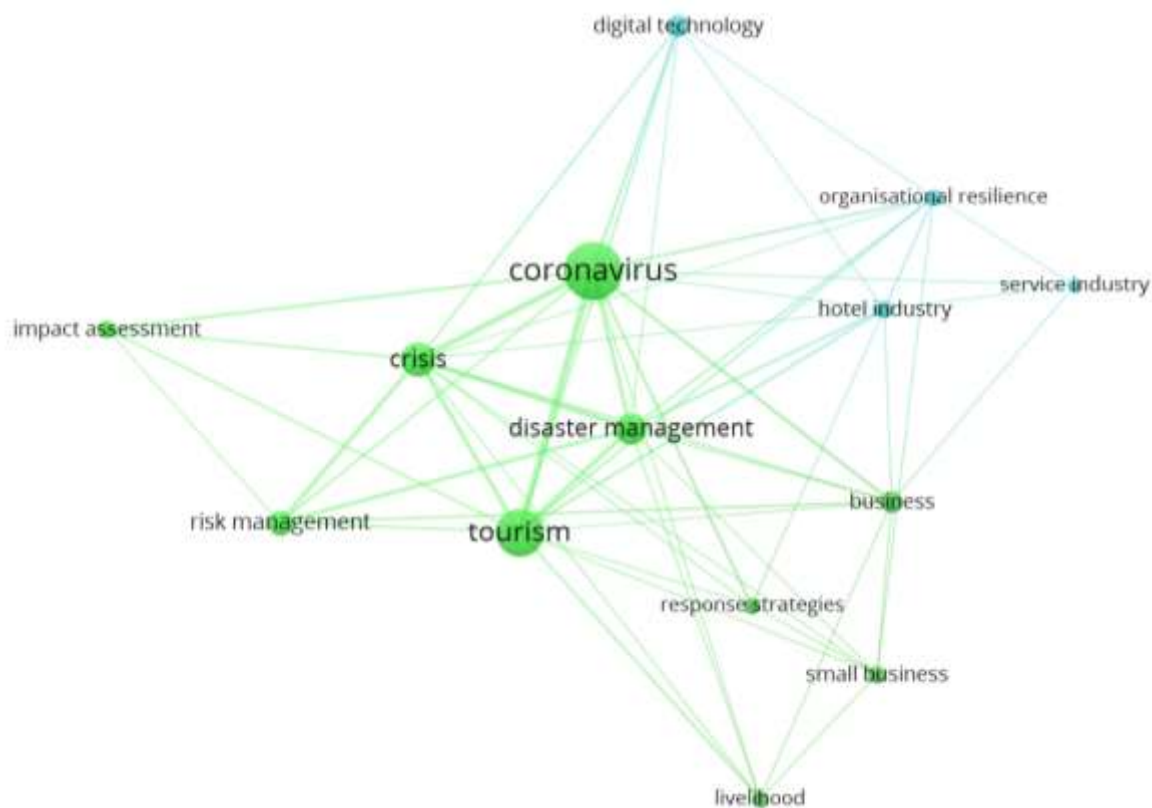 digital technology
organisational resilience
coronavirus
service industry
hotel industry
impact assessment
crisis
disaster management
business
risk management
tourism
response strategies
small business
livelihood